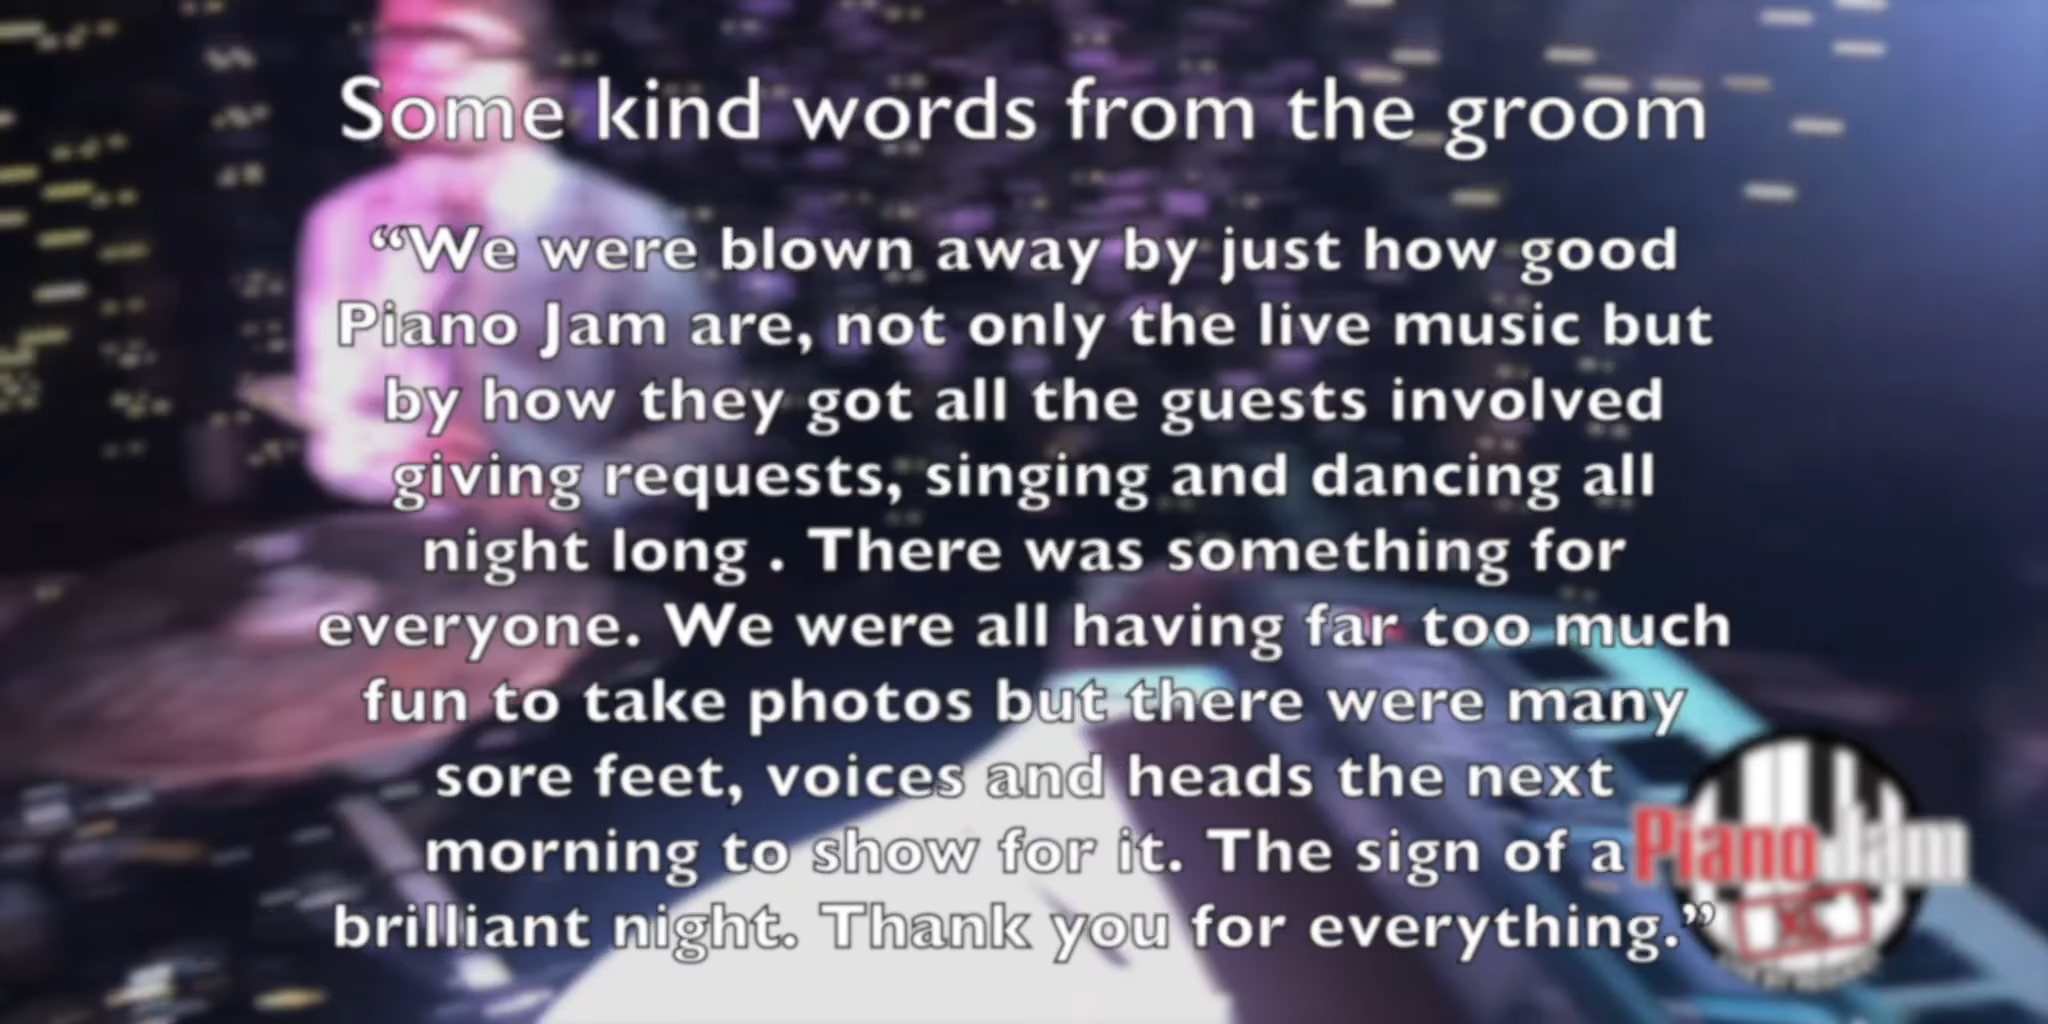 Some kind words from the groom
“We were blown away by just how good
Piano Jam are, not only the live music but
by how they got all the guests involved
giving requests, singing and dancing all
night long . There was something for
everyone. We were all having far too much
fun to take photos but there were many
sore feet, voices and heads the next
morning to show for it. The sign of a
brilliant night. Thank you for everything.”
PianoJam
XL